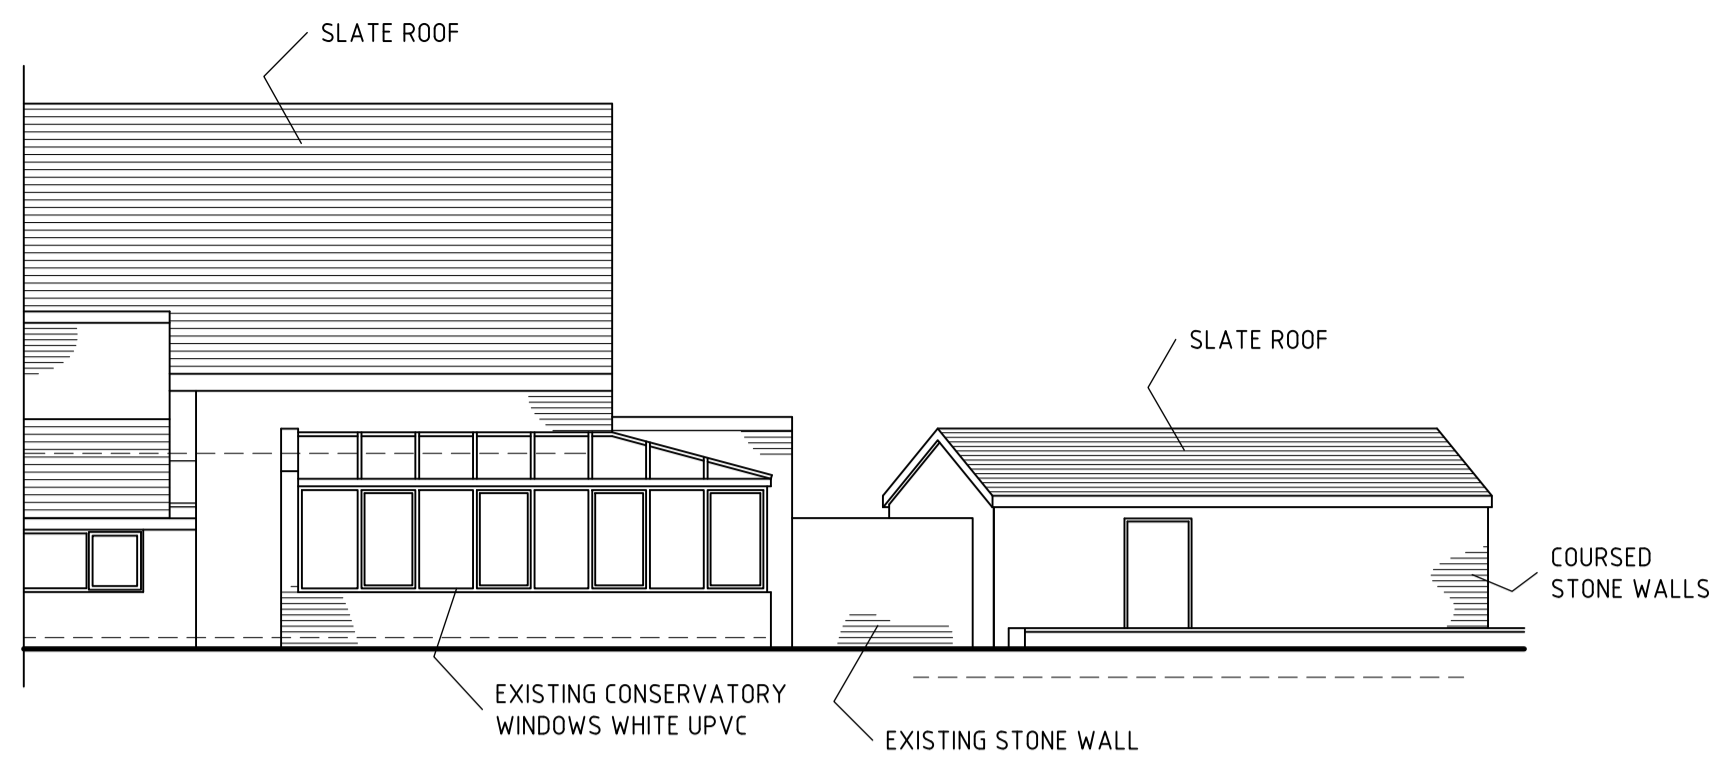 SLATE ROOF
SLATE ROOF
COURSED
STONE WALLS
EXISTING CONSERVATORY
WINDOWS WHITE UPVC
EXISTING STONE WALL